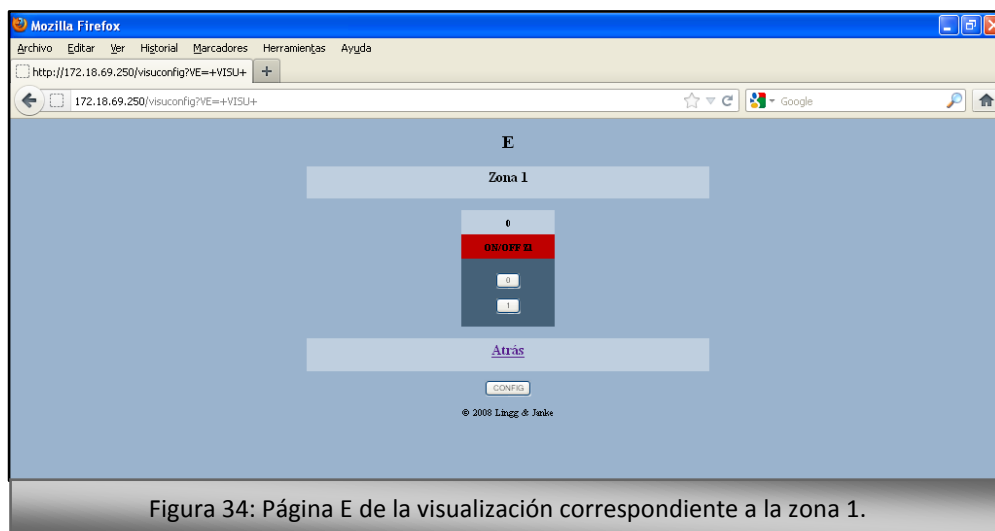 Mozilla Firefox
Archivo Editar Ver Historial Marcadores Herramientas Ayuda
http://172.18.69.250/visuconfig?VE=+VISU+ +
172.18.69.250/visuconfig?VE=+VISU+ Google
E
Zona 1
0
ON/OFF Z1
0
1
Atrás
CONFIG
© 2008 Lingg & Janke
Figura 34: Página E de la visualización correspondiente a la zona 1.